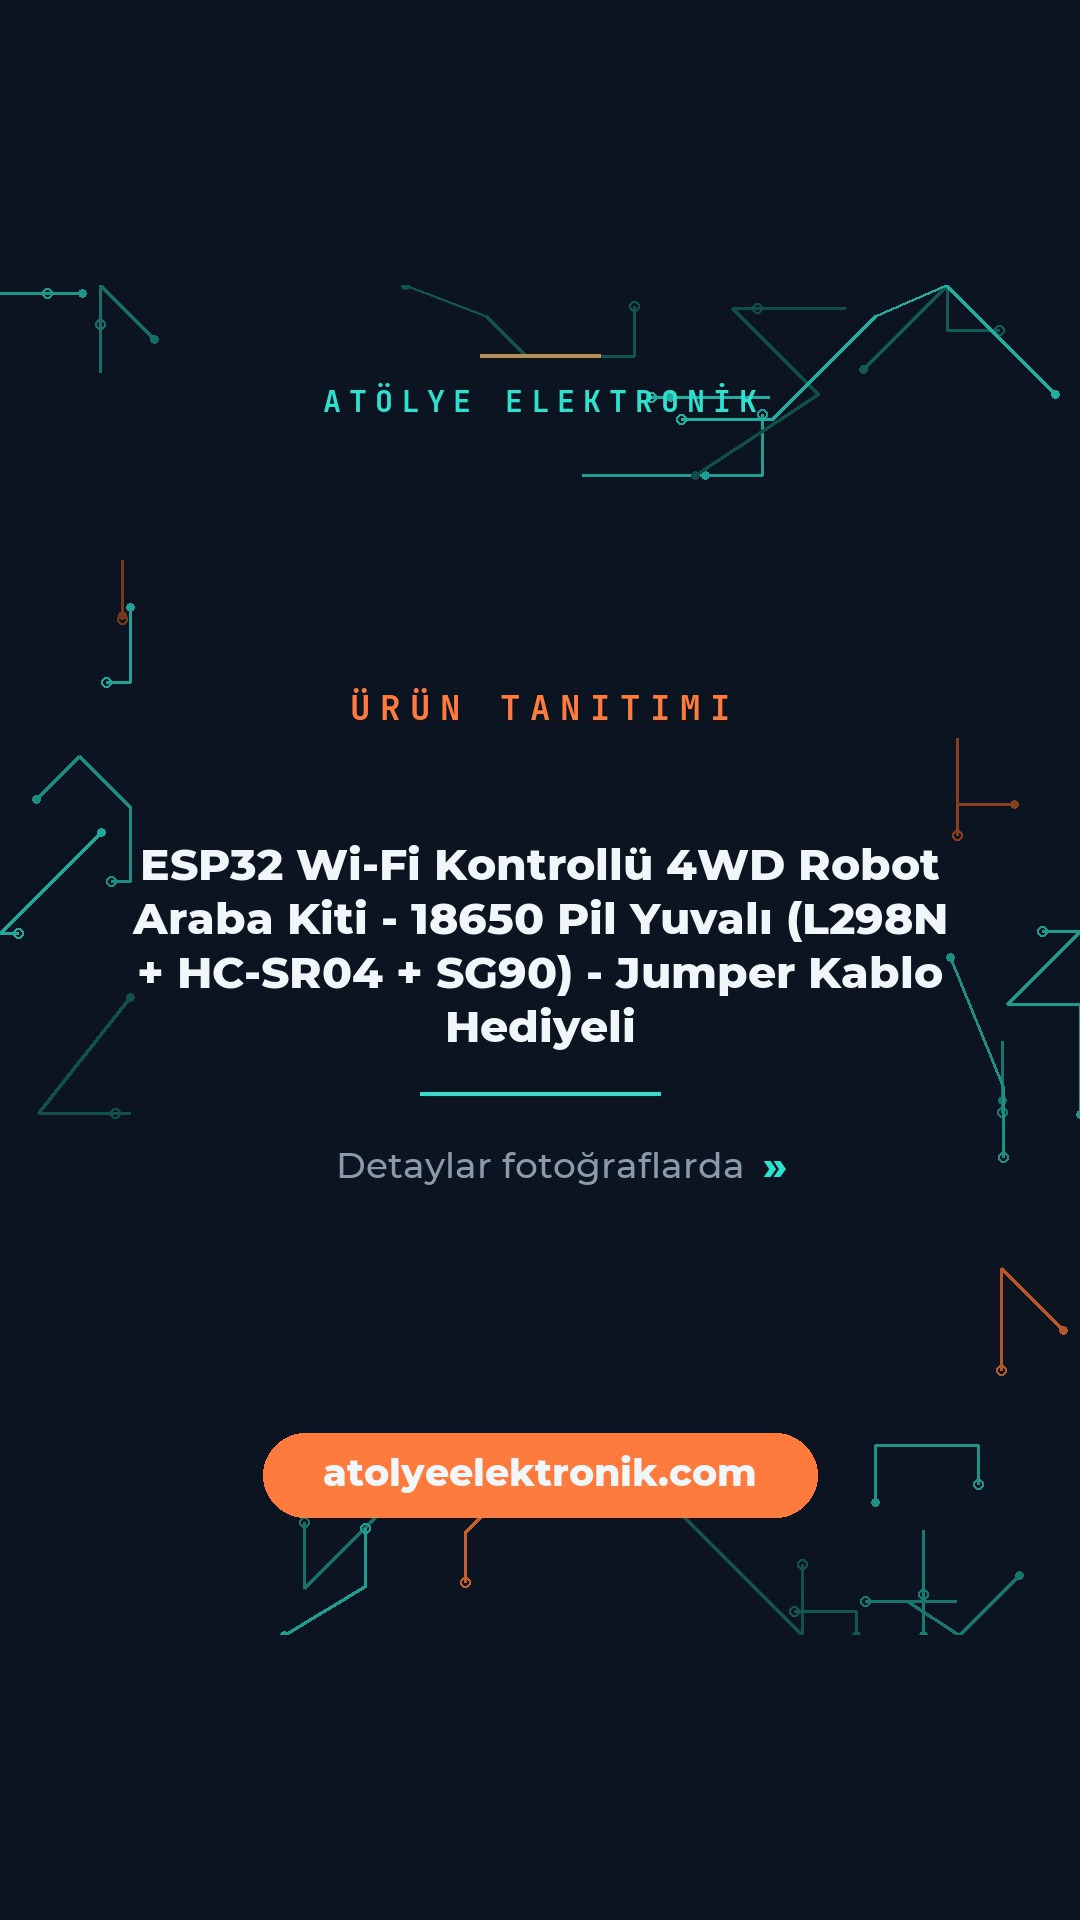 ATÖLYE ELEKTRONİK
ÜRÜN TANITIMI
ESP32 Wi-Fi Kontrollü 4WD Robot
Araba Kiti - 18650 Pil Yuvalı (L298N
+ HC-SR04 + SG90) - Jumper Kablo
Hediyeli
Detaylar fotoğraflarda »
atolyeelektronik.com